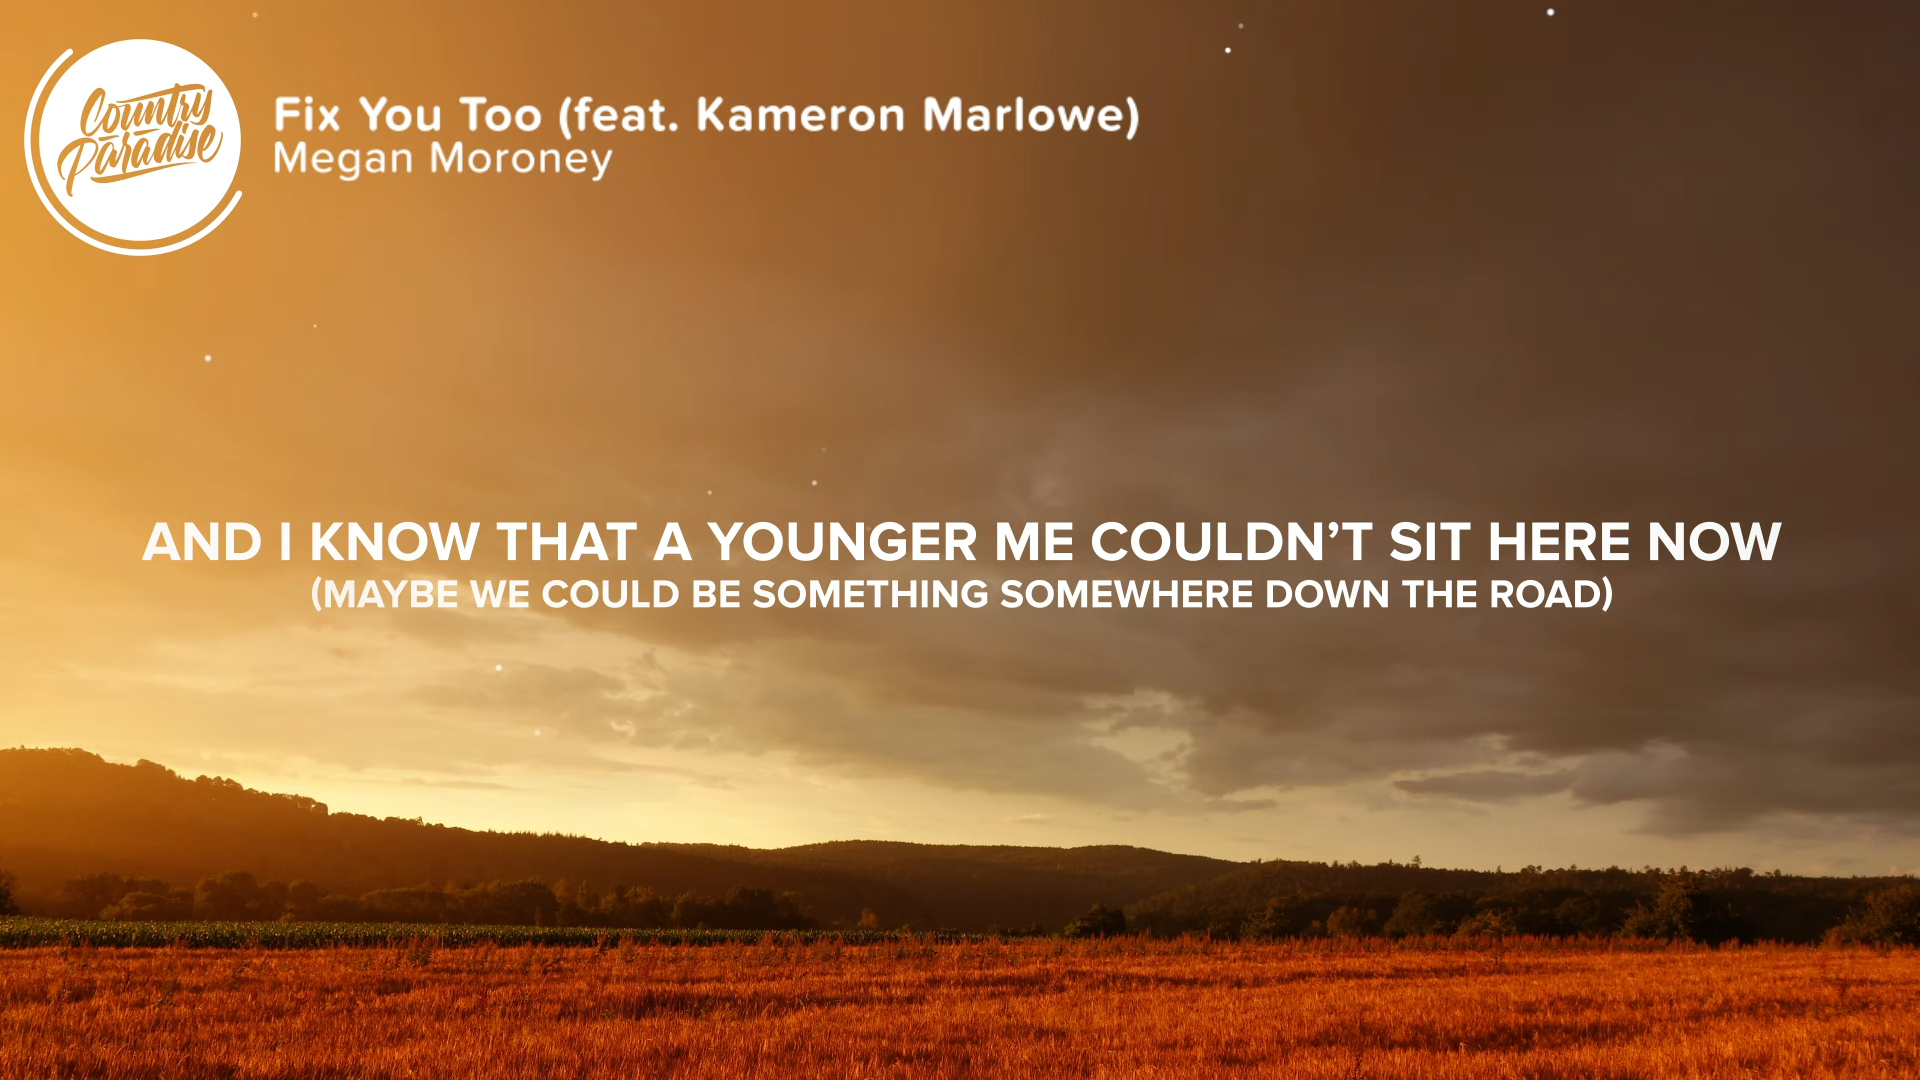 Country
Paradise
Fix You Too (feat. Kameron Marlowe)
Megan Moroney
AND I KNOW THAT A YOUNGER ME COULDN’T SIT HERE NOW
(MAYBE WE COULD BE SOMETHING SOMEWHERE DOWN THE ROAD)